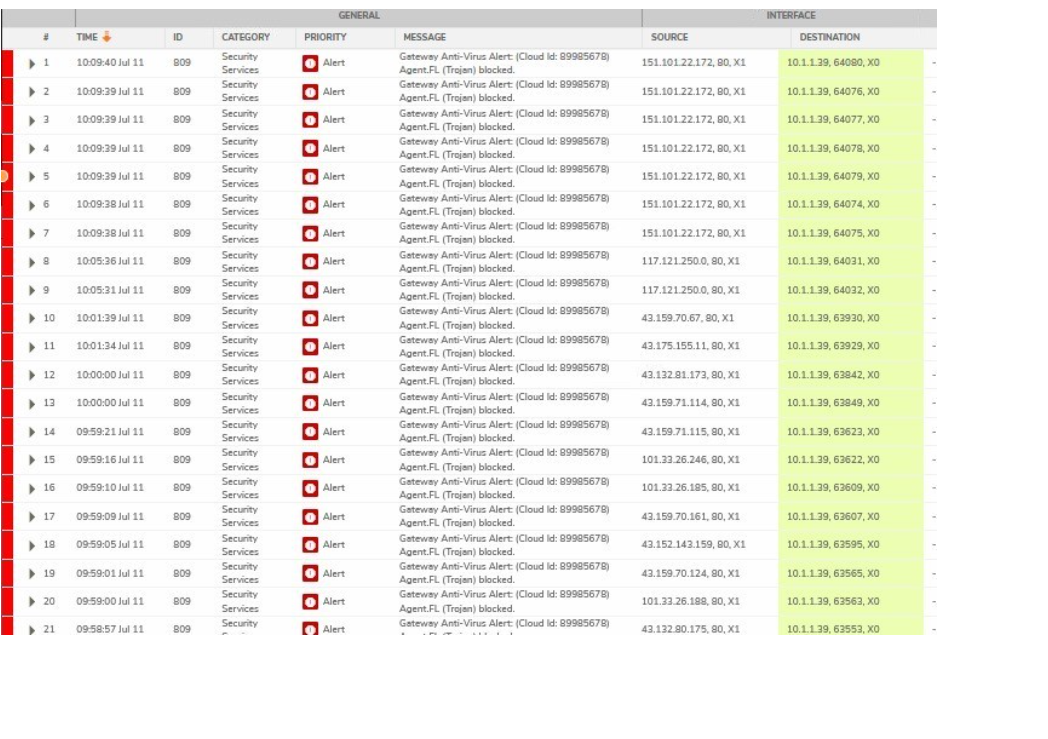 GENERAL INTERFACE
# TIME ID CATEGORY PRIORITY MESSAGE SOURCE DESTINATION
1 10:09:40 Jul 11 809 Security Services Alert Gateway Anti-Virus Alert: (Cloud Id: 89985678) Agent.FL (Trojan) blocked. 151.101.22.172, 80, X1 10.1.1.39, 64080, X0 -
2 10:09:39 Jul 11 809 Security Services Alert Gateway Anti-Virus Alert: (Cloud Id: 89985678) Agent.FL (Trojan) blocked. 151.101.22.172, 80, X1 10.1.1.39, 64076, X0 -
3 10:09:39 Jul 11 809 Security Services Alert Gateway Anti-Virus Alert: (Cloud Id: 89985678) Agent.FL (Trojan) blocked. 151.101.22.172, 80, X1 10.1.1.39, 64077, X0 -
4 10:09:39 Jul 11 809 Security Services Alert Gateway Anti-Virus Alert: (Cloud Id: 89985678) Agent.FL (Trojan) blocked. 151.101.22.172, 80, X1 10.1.1.39, 64078, X0 -
5 10:09:39 Jul 11 809 Security Services Alert Gateway Anti-Virus Alert: (Cloud Id: 89985678) Agent.FL (Trojan) blocked. 151.101.22.172, 80, X1 10.1.1.39, 64079, X0 -
6 10:09:38 Jul 11 809 Security Services Alert Gateway Anti-Virus Alert: (Cloud Id: 89985678) Agent.FL (Trojan) blocked. 151.101.22.172, 80, X1 10.1.1.39, 64074, X0 -
7 10:09:38 Jul 11 809 Security Services Alert Gateway Anti-Virus Alert: (Cloud Id: 89985678) Agent.FL (Trojan) blocked. 151.101.22.172, 80, X1 10.1.1.39, 64075, X0 -
8 10:05:36 Jul 11 809 Security Services Alert Gateway Anti-Virus Alert: (Cloud Id: 89985678) Agent.FL (Trojan) blocked. 117.121.250.0, 80, X1 10.1.1.39, 64031, X0 -
9 10:05:31 Jul 11 809 Security Services Alert Gateway Anti-Virus Alert: (Cloud Id: 89985678) Agent.FL (Trojan) blocked. 117.121.250.0, 80, X1 10.1.1.39, 64032, X0 -
10 10:01:39 Jul 11 809 Security Services Alert Gateway Anti-Virus Alert: (Cloud Id: 89985678) Agent.FL (Trojan) blocked. 43.159.70.67, 80, X1 10.1.1.39, 63930, X0 -
11 10:01:34 Jul 11 809 Security Services Alert Gateway Anti-Virus Alert: (Cloud Id: 89985678) Agent.FL (Trojan) blocked. 43.175.155.11, 80, X1 10.1.1.39, 63929, X0 -
12 10:00:00 Jul 11 809 Security Services Alert Gateway Anti-Virus Alert: (Cloud Id: 89985678) Agent.FL (Trojan) blocked. 43.132.81.173, 80, X1 10.1.1.39, 63842, X0 -
13 10:00:00 Jul 11 809 Security Services Alert Gateway Anti-Virus Alert: (Cloud Id: 89985678) Agent.FL (Trojan) blocked. 43.159.71.114, 80, X1 10.1.1.39, 63849, X0 -
14 09:59:21 Jul 11 809 Security Services Alert Gateway Anti-Virus Alert: (Cloud Id: 89985678) Agent.FL (Trojan) blocked. 43.159.71.115, 80, X1 10.1.1.39, 63623, X0 -
15 09:59:16 Jul 11 809 Security Services Alert Gateway Anti-Virus Alert: (Cloud Id: 89985678) Agent.FL (Trojan) blocked. 101.33.26.246, 80, X1 10.1.1.39, 63622, X0 -
16 09:59:10 Jul 11 809 Security Services Alert Gateway Anti-Virus Alert: (Cloud Id: 89985678) Agent.FL (Trojan) blocked. 101.33.26.185, 80, X1 10.1.1.39, 63609, X0 -
17 09:59:09 Jul 11 809 Security Services Alert Gateway Anti-Virus Alert: (Cloud Id: 89985678) Agent.FL (Trojan) blocked. 43.159.70.161, 80, X1 10.1.1.39, 63607, X0 -
18 09:59:05 Jul 11 809 Security Services Alert Gateway Anti-Virus Alert: (Cloud Id: 89985678) Agent.FL (Trojan) blocked. 43.152.143.159, 80, X1 10.1.1.39, 63595, X0 -
19 09:59:01 Jul 11 809 Security Services Alert Gateway Anti-Virus Alert: (Cloud Id: 89985678) Agent.FL (Trojan) blocked. 43.159.70.124, 80, X1 10.1.1.39, 63565, X0 -
20 09:59:00 Jul 11 809 Security Services Alert Gateway Anti-Virus Alert: (Cloud Id: 89985678) Agent.FL (Trojan) blocked. 101.33.26.188, 80, X1 10.1.1.39, 63563, X0 -
21 09:58:57 Jul 11 809 Security Alert Gateway Anti-Virus Alert: (Cloud Id: 89985678) 43.132.80.175, 80, X1 10.1.1.39, 63553, X0 -